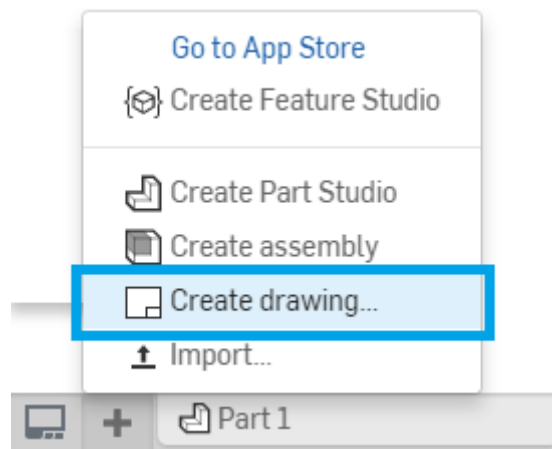 Go to App Store
Create Feature Studio
Create Part Studio
Create assembly
Create drawing...
Import...
Part 1